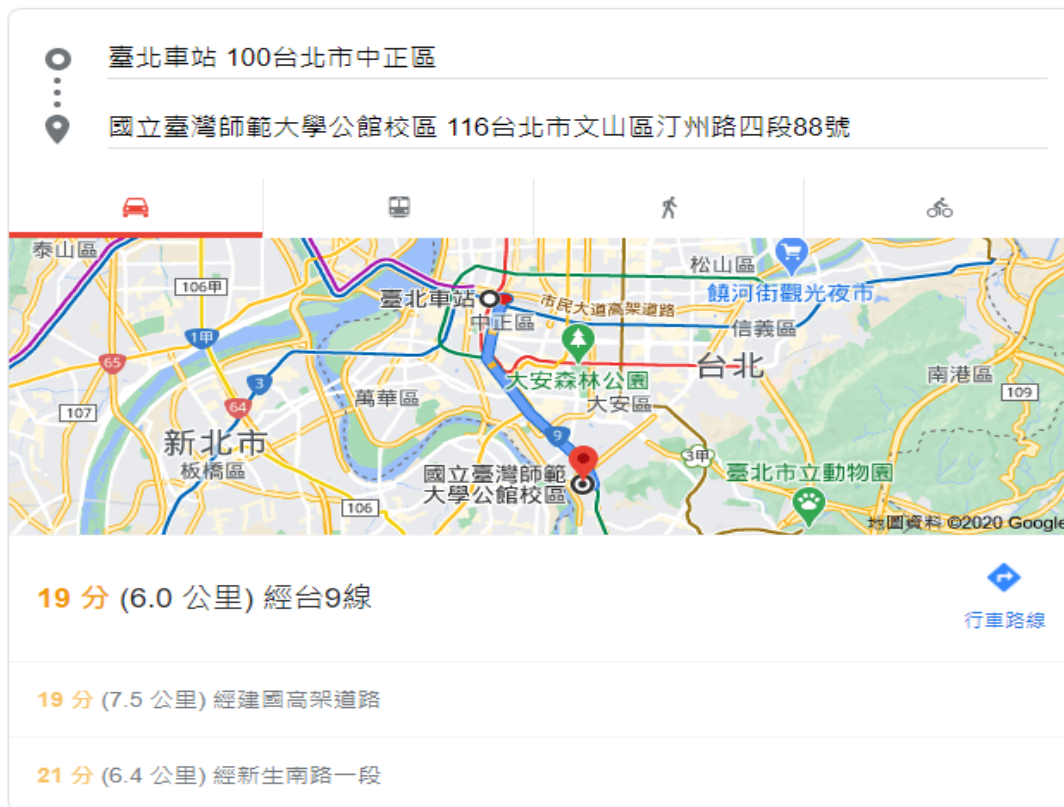 臺北車站 100台北市中正區
國立臺灣師範大學公館校區 116台北市文山區汀州路四段88號
泰山區
106甲
松山區
饒河街觀光夜市
臺北車站
市民大道高架道路
中正區
信義區
1甲
65
台北
大安森林公園
南港區
3
109
64
萬華區
大安區
107
新北市
9
3甲
板橋區
國立臺灣師範
大學公館校區
臺北市立動物園
106
地圖資料 ©2020 Google
19 分 (6.0 公里) 經台9線
行車路線
19 分 (7.5 公里) 經建國高架道路
21 分 (6.4 公里) 經新生南路一段